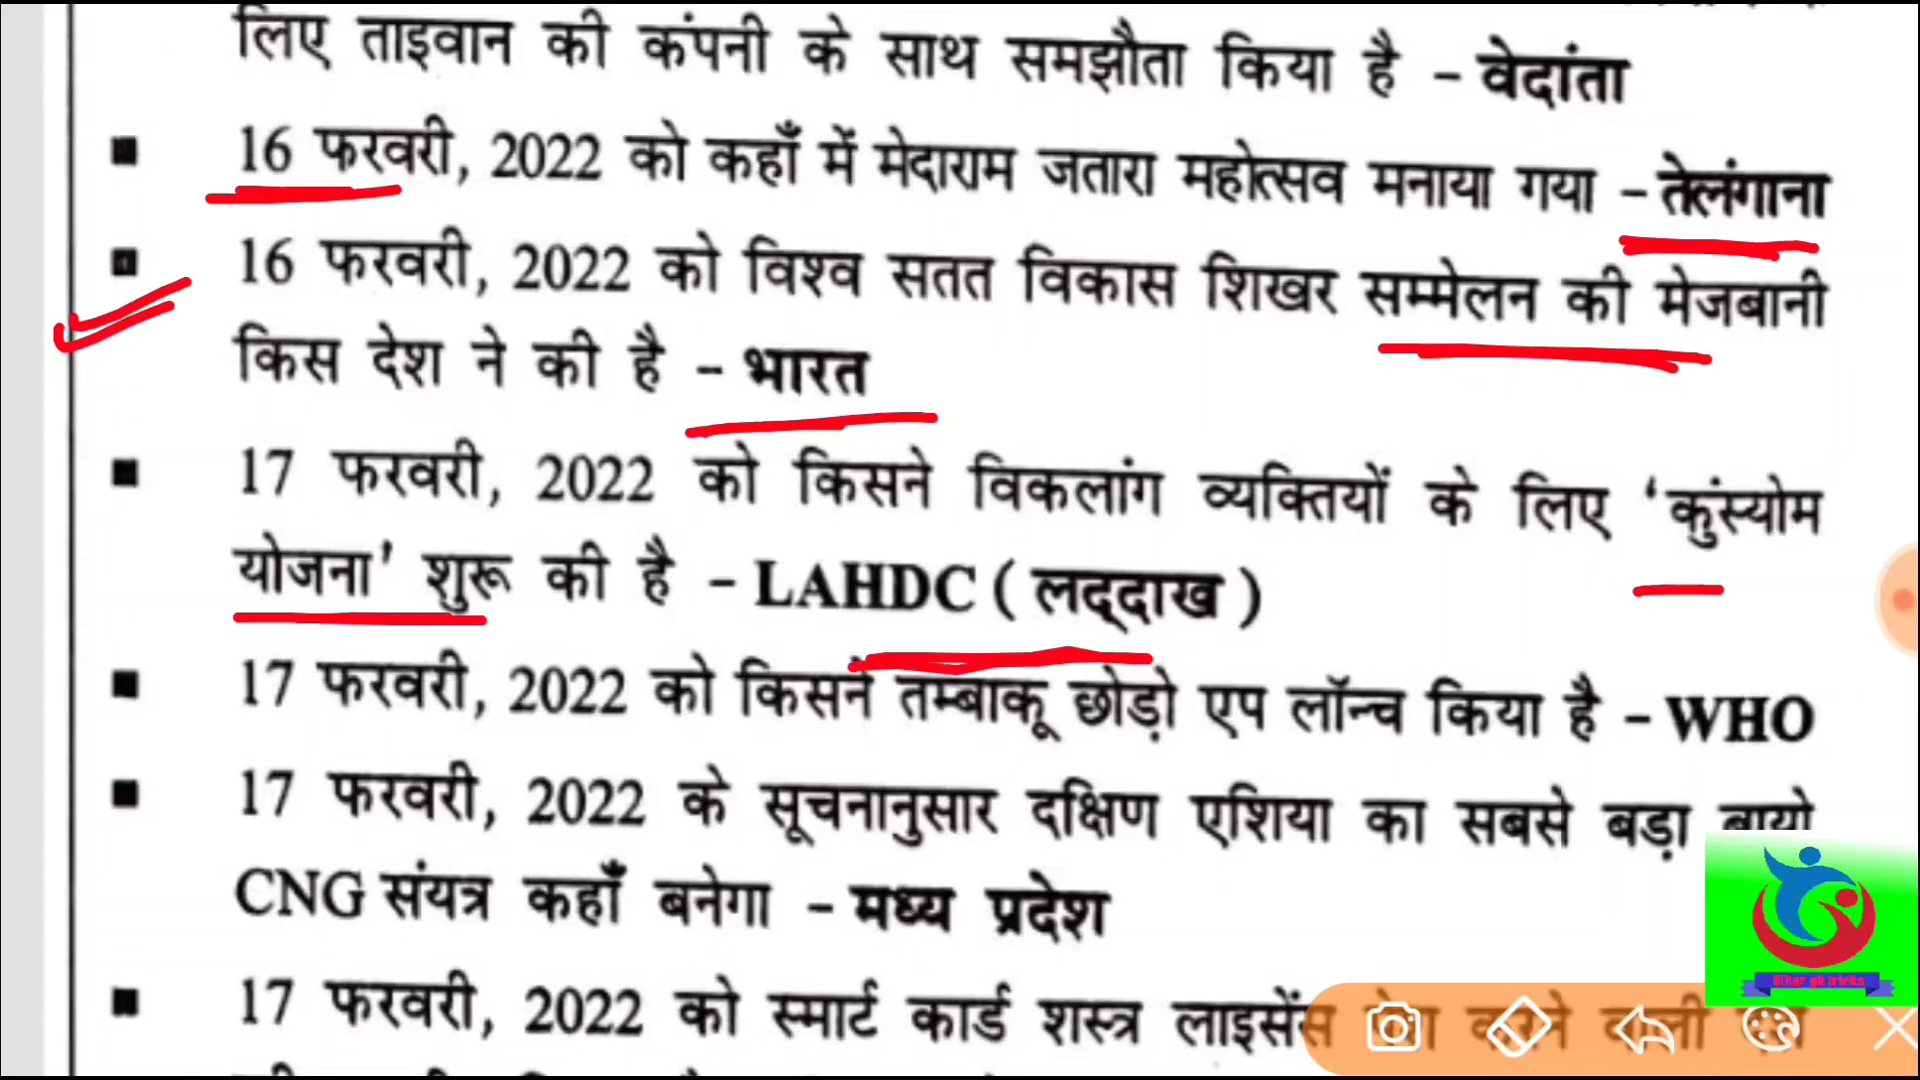 लिए ताइवान की कंपनी के साथ समझौता किया है - वेदांता
16 फरवरी, 2022 को कहाँ में मेदाराम जतारा महोत्सव मनाया गया - तेलंगाना
16 फरवरी, 2022 को विश्व सतत विकास शिखर सम्मेलन की मेजबानी
किस देश ने की है - भारत
17 फरवरी, 2022 को किसने विकलांग व्यक्तियों के लिए ‘कुंस्योम
योजना’ शुरू की है - LAHDC ( लद्दाख )
17 फरवरी, 2022 को किसने तम्बाकू छोड़ो एप लॉन्च किया है - WHO
17 फरवरी, 2022 के सूचनानुसार दक्षिण एशिया का सबसे बड़ा बायो
CNG संयत्र कहाँ बनेगा - मध्य प्रदेश
17 फरवरी, 2022 को स्मार्ट कार्ड शस्त्र लाइसेंस